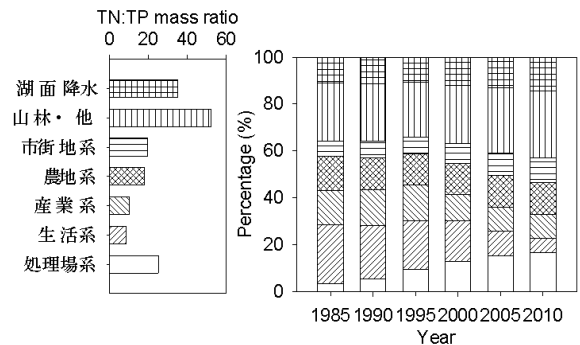 TN:TP mass ratio
0 20 40 60
湖面降水
山林・他
市街地系
農地系
産業系
生活系
処理場系
Percentage (%)
100
80
60
40
20
0
1985 1990 1995 2000 2005 2010
Year